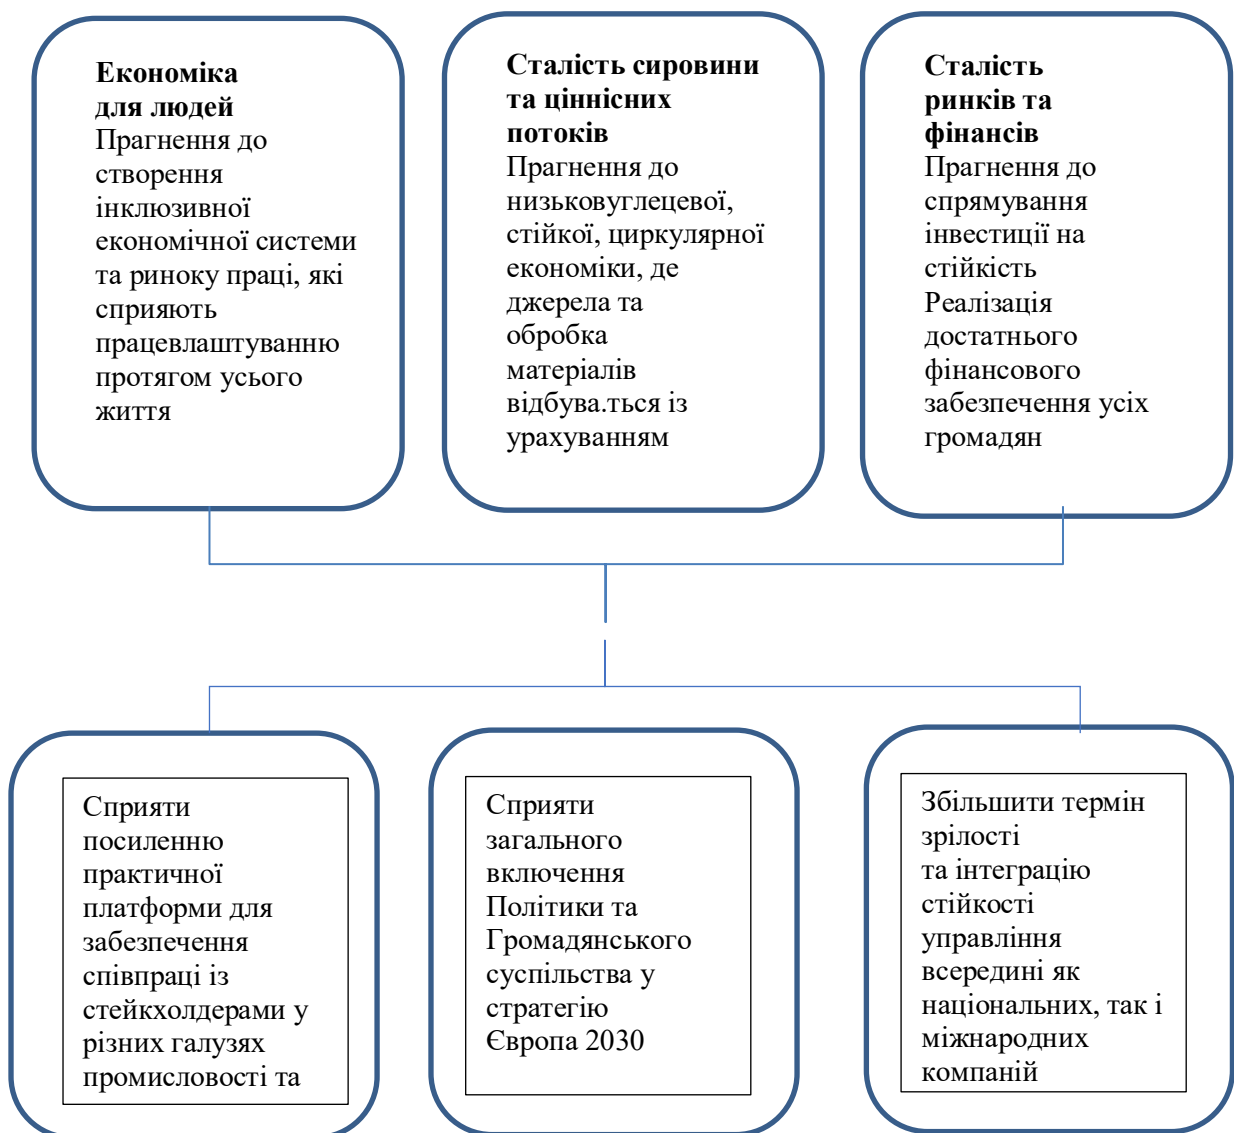 Економіка
для людей
Прагнення до
створення
інклюзивної
економічної системи
та риноку праці, які
сприяють
працевлаштуванню
протягом усього
життя
Сталість сировини
та ціннісних
потоків
Прагнення до
низьковуглецевої,
стійкої, циркулярної
економіки, де
джерела та
обробка
матеріалів
відбува.ться із
урахуванням
Сталість
ринків та
фінансів
Прагнення до
спрямування
інвестиції на
стійкість
Реалізація
достатнього
фінансового
забезпечення усіх
громадян
Сприяти
посиленню
практичної
платформи для
забезпечення
співпраці із
стейкхолдерами у
різних галузях
промисловості та
Сприяти
загального
включення
Політики та
Громадянського
суспільства у
стратегію
Європа 2030
Збільшити термін
зрілості
та інтеграцію
стійкості
управління
всередині як
національних, так і
міжнародних
компаній